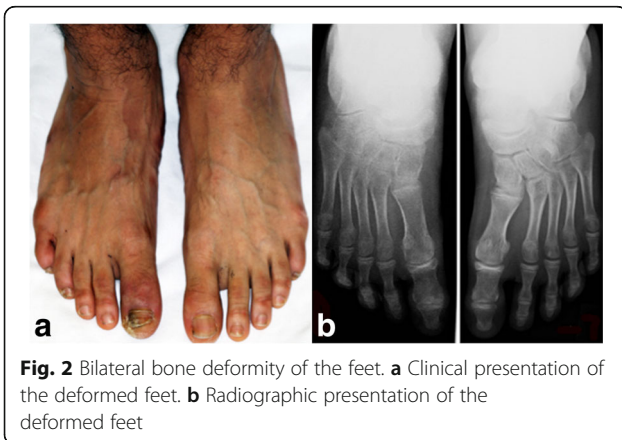 a
b
Fig. 2 Bilateral bone deformity of the feet. a Clinical presentation of
the deformed feet. b Radiographic presentation of the
deformed feet